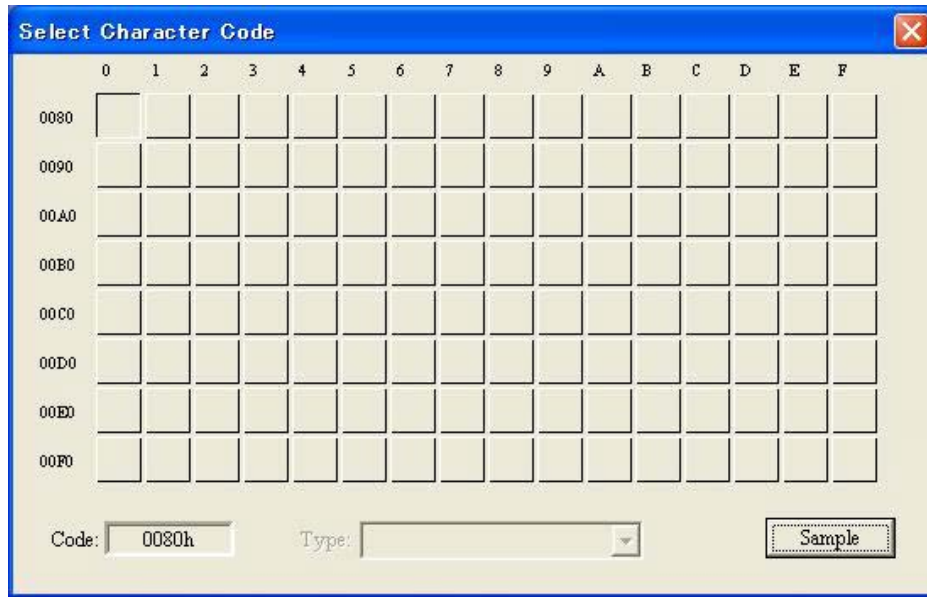 Select Character Code
0 1 2 3 4 5 6 7 8 9 A B C D E F
0080
0090
00A0
00B0
00C0
00D0
00E0
00F0
Code: 0080h Type: Sample